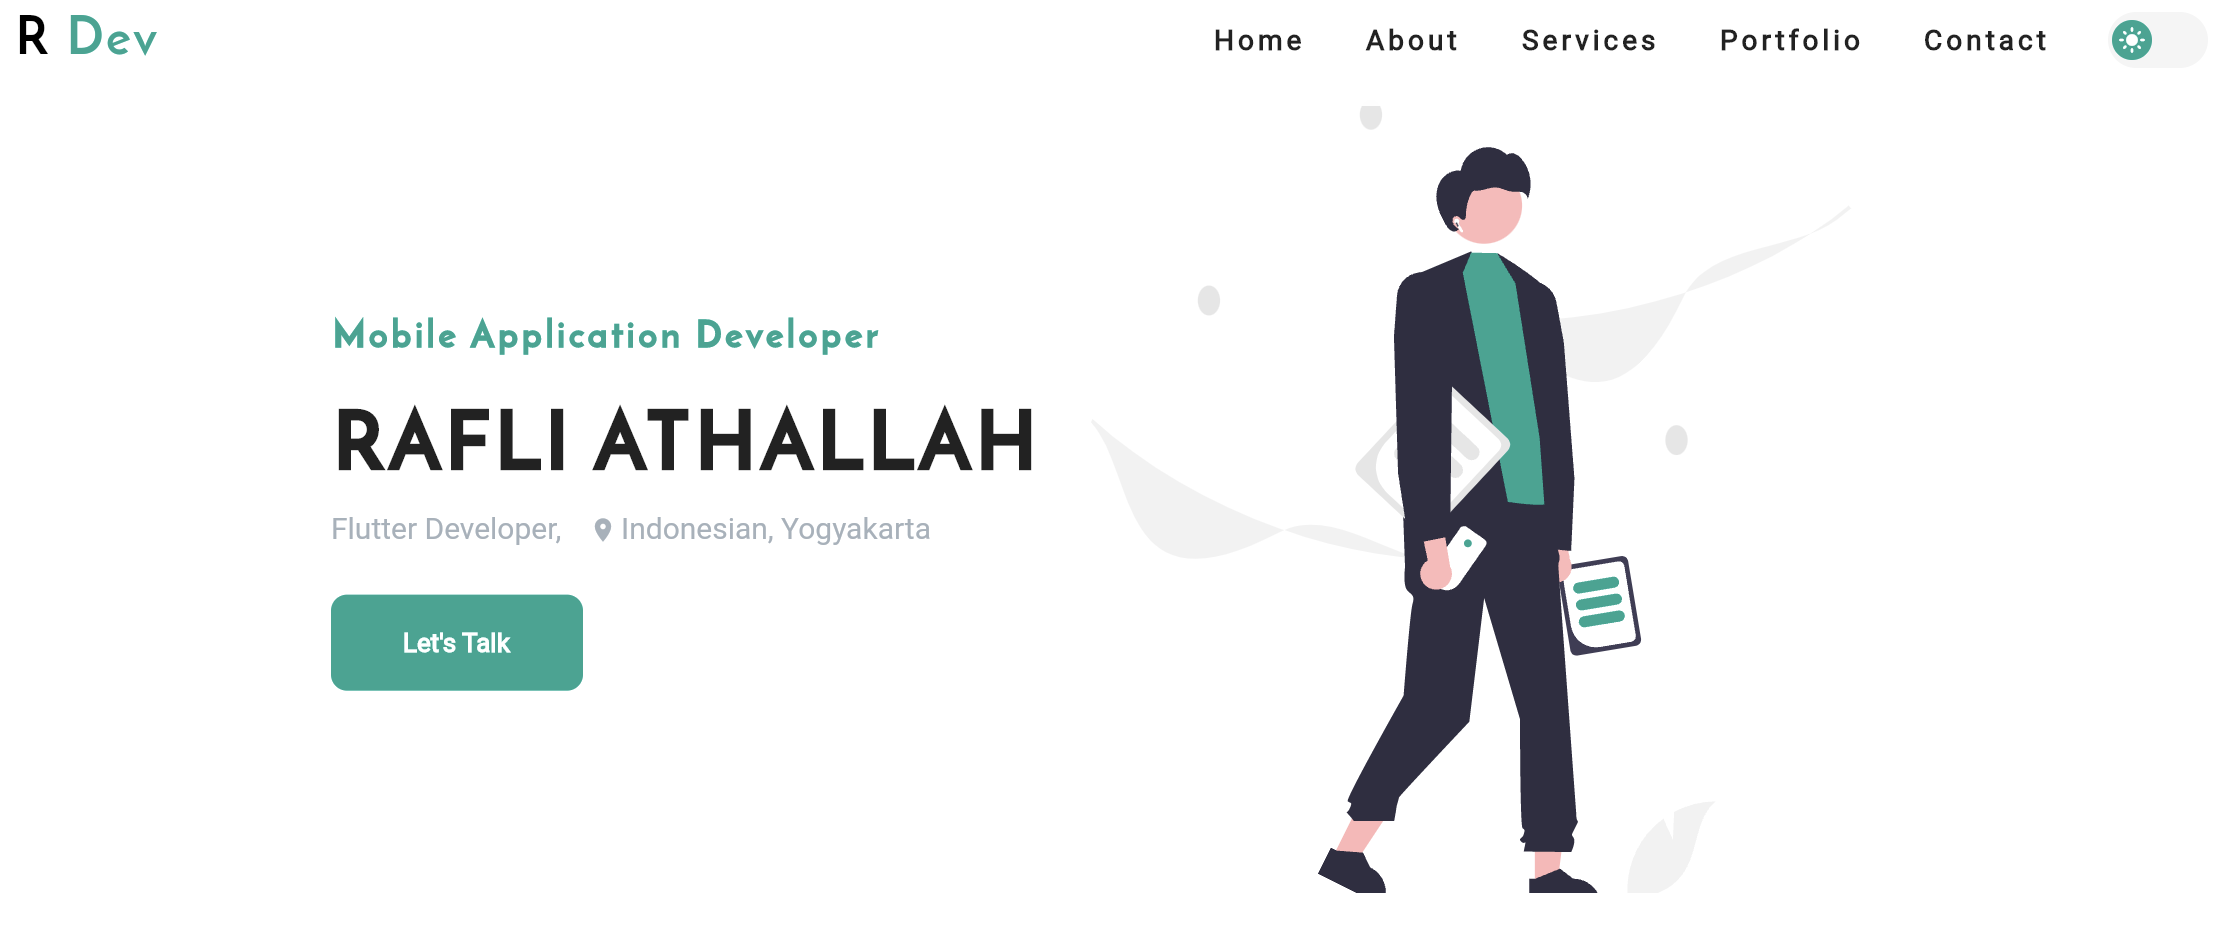 R Dev
Home About Services Portfolio Contact
Mobile Application Developer
RAFLI ATHALLAH
Flutter Developer, Indonesian, Yogyakarta
Let's Talk